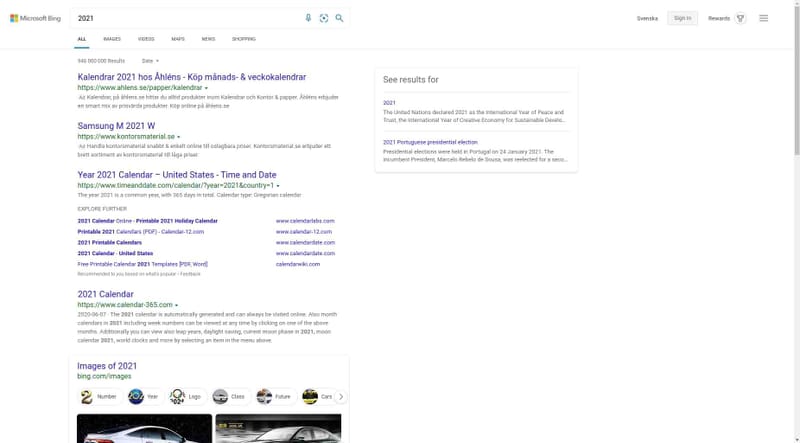 Microsoft Bing
2021
Svenska
Sign in
Rewards
ALL
IMAGES
VIDEOS
MAPS
NEWS
SHOPPING
946 000 000 Results
Date
Kalendrar 2021 hos Åhléns - Köp månads- & veckokalendrar
https://www.ahlens.se/papper/kalendrar
Ad Kalendrar, på åhlens.se hittar du alltid produkter inom Kalendrar och Kontor & papper. Åhléns erbjuder
en smart mix av prisvärda produkter. Köp online på åhlens.se
Samsung M 2021 W
https://www.kontorsmaterial.se
Ad Handla kontorsmaterial snabbt & enkelt online till oslagbara priser. Kontorsmaterial.se erbjuder ett
brett sortiment av kontorsmaterial till låga priser.
Year 2021 Calendar – United States - Time and Date
https://www.timeanddate.com/calendar/?year=2021&country=1
The year 2021 is a common year, with 365 days in total. Calendar type: Gregorian calendar
EXPLORE FURTHER
2021 Calendar Online - Printable 2021 Holiday Calendar
www.calendarlabs.com
Printable 2021 Calendars (PDF) - Calendar-12.com
www.calendar-12.com
2021 Printable Calendars
www.calendardate.com
2021 Calendar - United States
www.calendardate.com
Free Printable Calendar 2021 Templates [PDF, Word]
calendarwiki.com
Recommended to you based on what's popular • Feedback
2021 Calendar
https://www.calendar-365.com
2020-06-07 · The 2021 calendar is automatically generated and can always be visited online. Also month
calendars in 2021 including week numbers can be viewed at any time by clicking on one of the above
months. Additionally you can view also leap years, daylight saving, current moon phase in 2021, moon
calendar 2021, world clocks and more by selecting an item in the menu above.
Images of 2021
bing.com/images
Number
Year
Logo
Class
Future
Cars
See results for
2021
The United Nations declared 2021 as the International Year of Peace and
Trust, the International Year of Creative Economy for Sustainable Develo...
2021 Portuguese presidential election
Presidential elections were held in Portugal on 24 January 2021. The
incumbent President, Marcelo Rebelo de Sousa, was reelected for a seco...